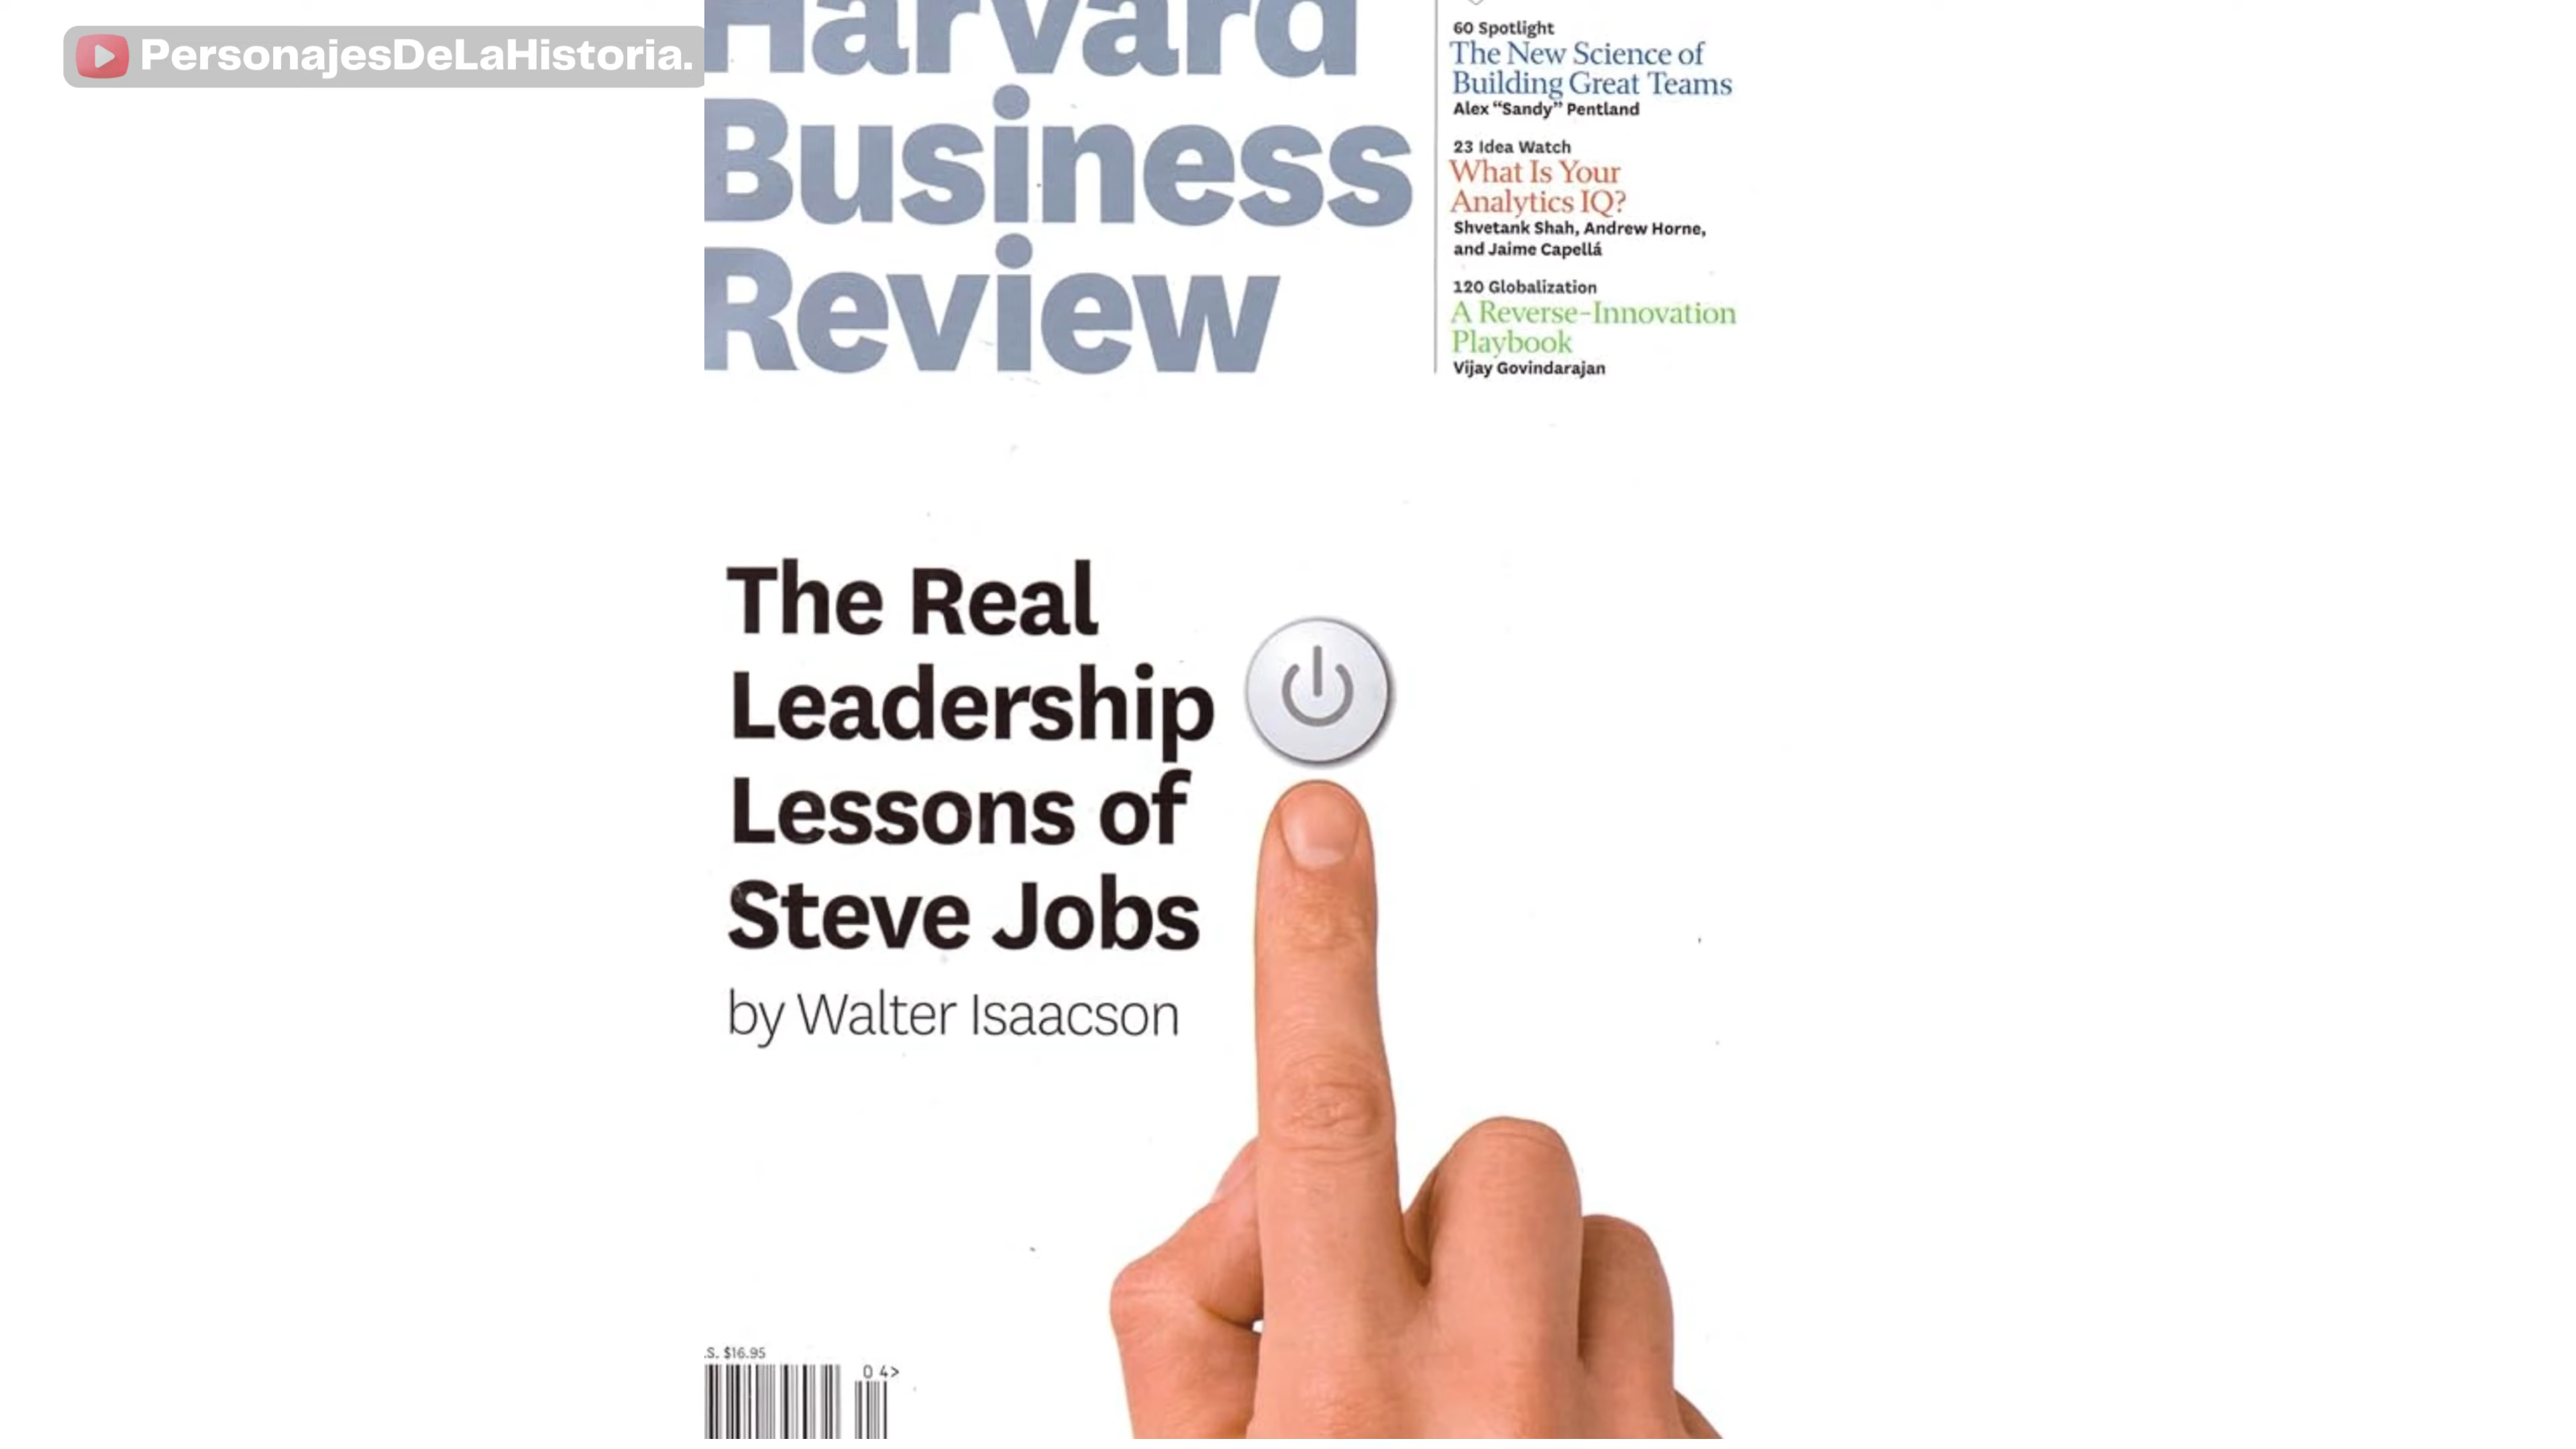 PersonajesDeLaHistoria.
Harvard
Business
Review
60 Spotlight
The New Science of
Building Great Teams
Alex “Sandy” Pentland
23 Idea Watch
What Is Your
Analytics IQ?
Shvetank Shah, Andrew Horne,
and Jaime Capellá
120 Globalization
A Reverse-Innovation
Playbook
Vijay Govindarajan
The Real
Leadership
Lessons of
Steve Jobs
by Walter Isaacson
.S. $16.95
04>